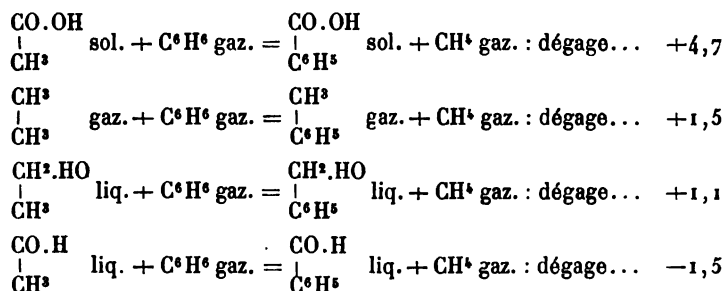 CO.OH CO.OH
| sol. + C⁶H⁶ gaz. = | sol. + CH⁴ gaz. : dégage... +4,7
CH³ C⁶H⁵
CH³ CH³
| gaz. + C⁶H⁶ gaz. = | gaz. + CH⁴ gaz. : dégage... +1,5
CH³ C⁶H⁵
CH².HO CH².HO
| liq. + C⁶H⁶ gaz. = | liq. + CH⁴ gaz. : dégage... +1,1
CH³ C⁶H⁵
CO.H CO.H
| liq. + C⁶H⁶ gaz. = | liq. + CH⁴ gaz. : dégage... −1,5
CH³ C⁶H⁵